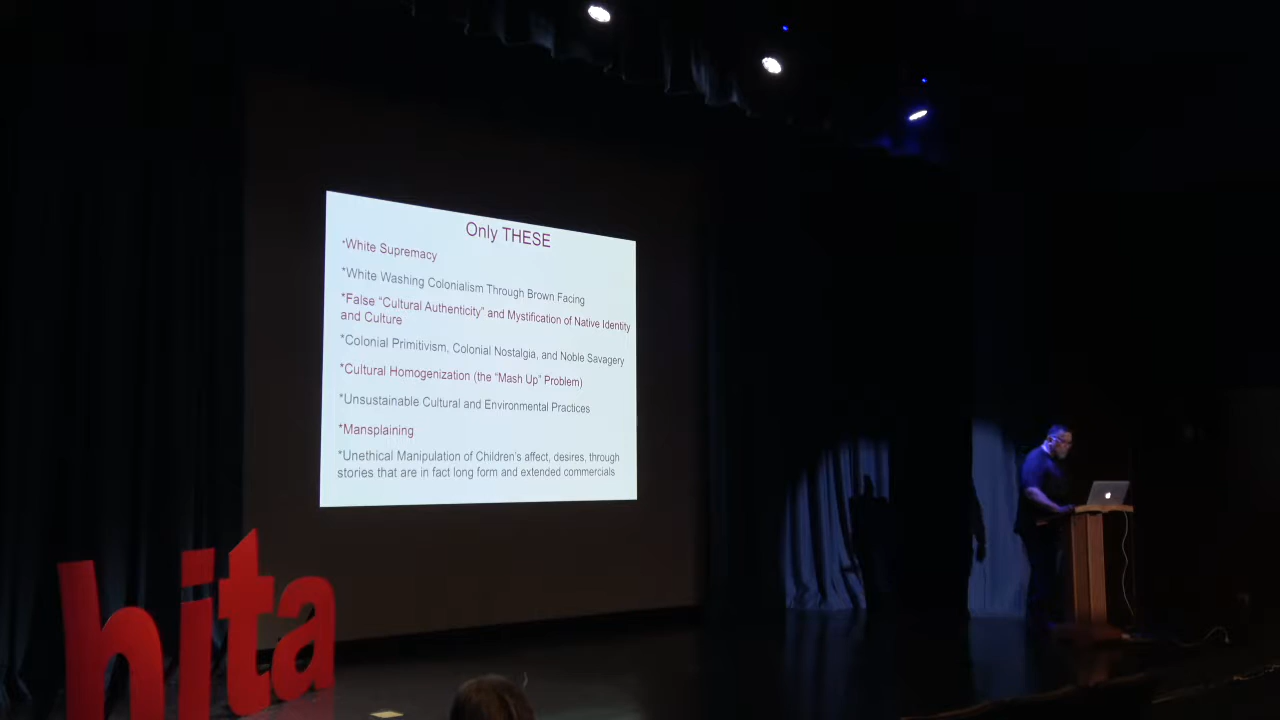 Only THESE
*White Supremacy
*White Washing Colonialism Through Brown Facing
*False “Cultural Authenticity” and Mystification of Native Identity
and Culture
*Colonial Primitivism, Colonial Nostalgia, and Noble Savagery
*Cultural Homogenization (the “Mash Up” Problem)
*Unsustainable Cultural and Environmental Practices
*Mansplaining
*Unethical Manipulation of Children's affect, desires, through
stories that are in fact long form and extended commercials
hita